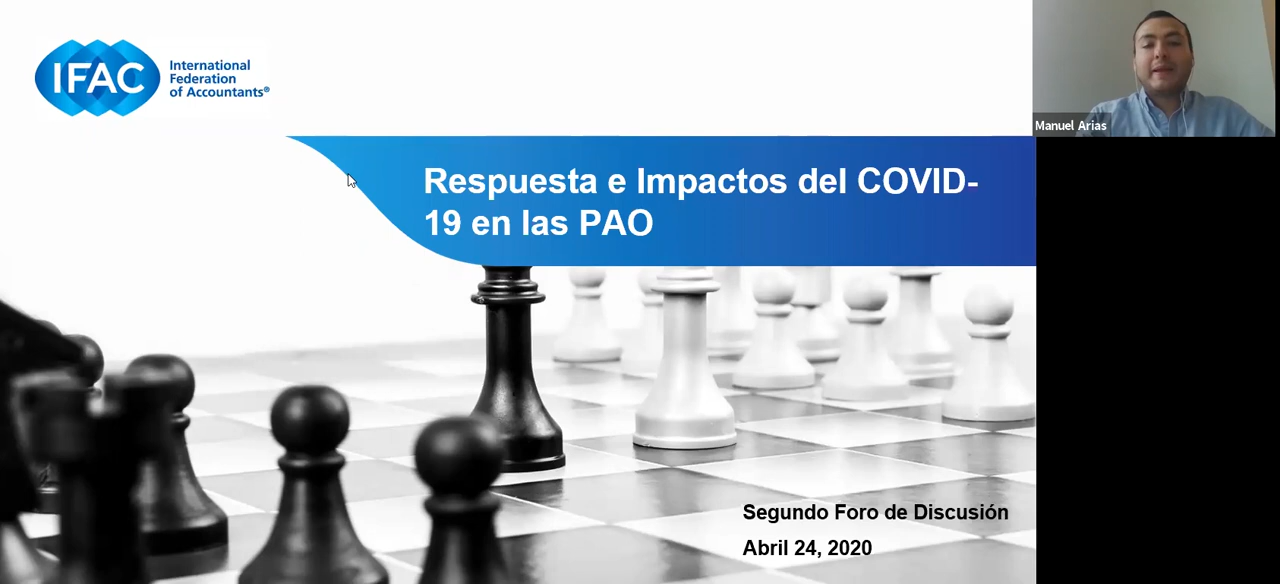 IFAC
International
Federation
of Accountants®
Manuel Arias
Respuesta e Impactos del COVID-
19 en las PAO
Segundo Foro de Discusión
Abril 24, 2020